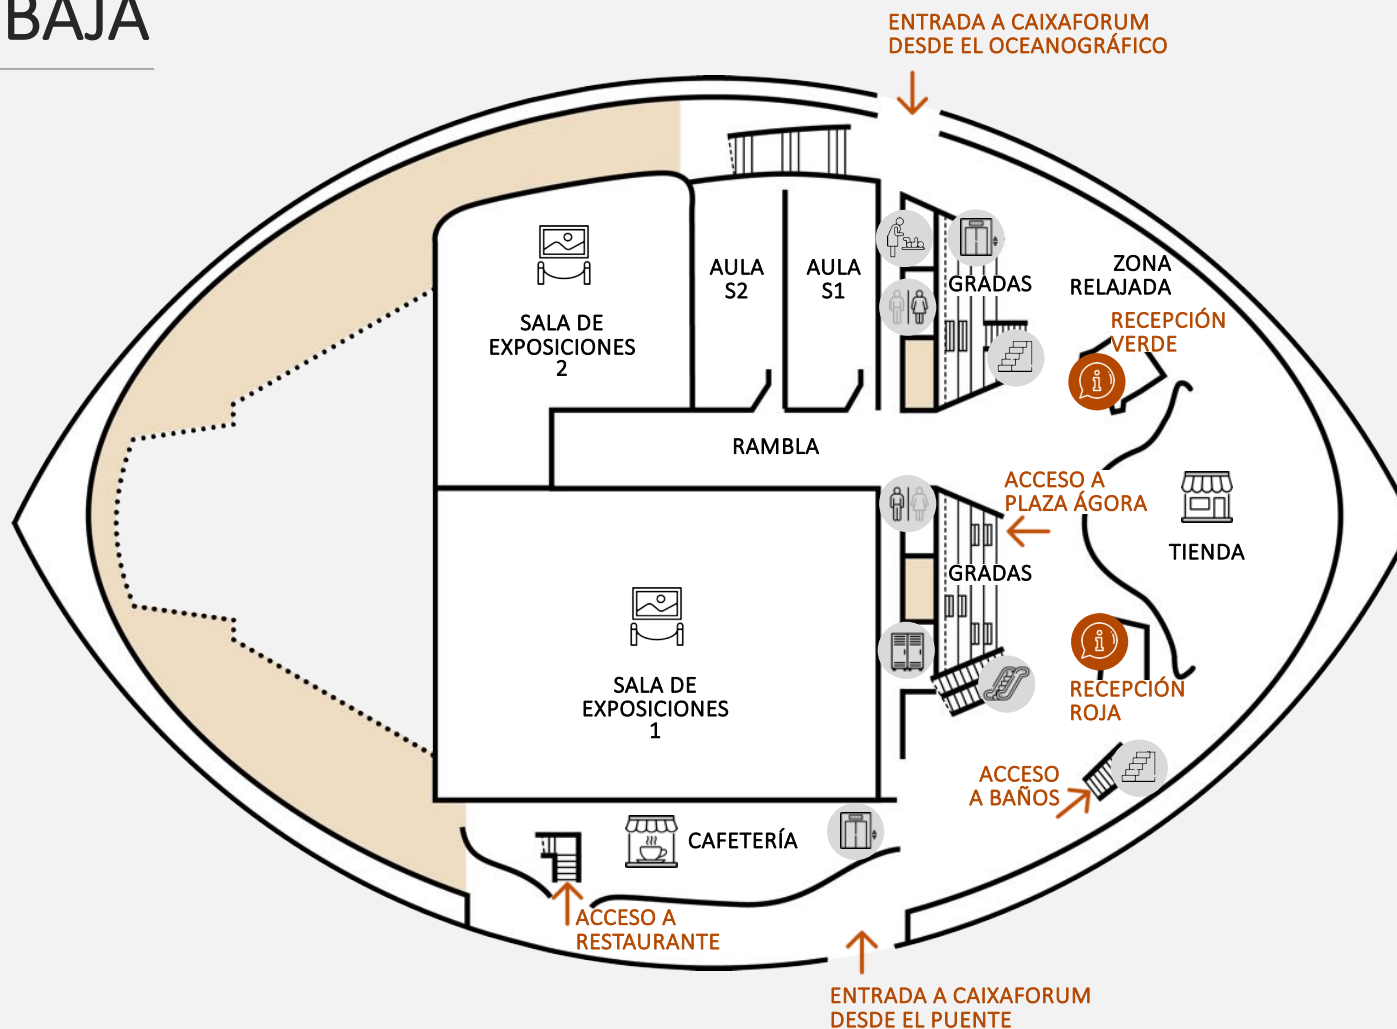 BAJA
ENTRADA A CAIXAFORUM
DESDE EL OCEANOGRÁFICO
AULA
S2
AULA
S1
GRADAS
ZONA
RELAJADA
RECEPCIÓN
VERDE
SALA DE
EXPOSICIONES
2
RAMBLA
ACCESO A
PLAZA ÁGORA
TIENDA
GRADAS
SALA DE
EXPOSICIONES
1
RECEPCIÓN
ROJA
ACCESO
A BAÑOS
CAFETERÍA
ACCESO A
RESTAURANTE
ENTRADA A CAIXAFORUM
DESDE EL PUENTE